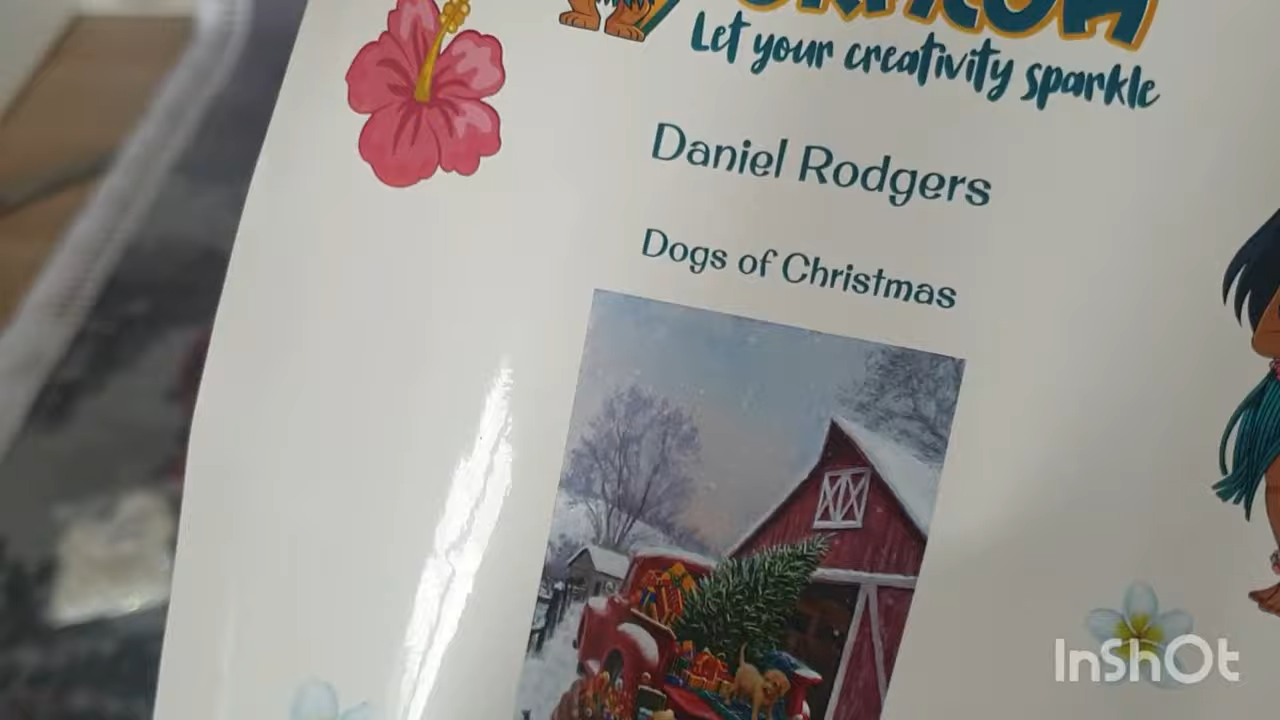 Let your creativity sparkle
Daniel Rodgers
Dogs of Christmas
InShOt